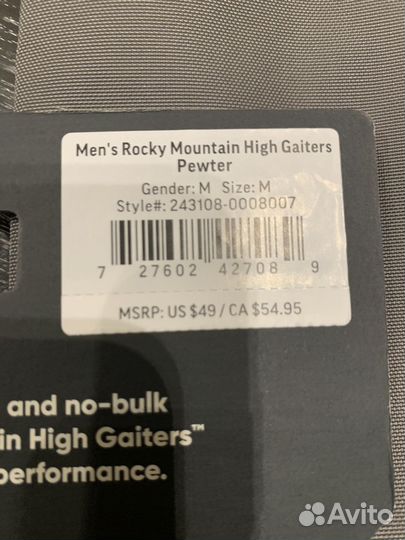 Men's Rocky Mountain High Gaiters
Pewter
Gender: M Size: M
Style#: 243108-0008007
7 27602 42708 9
MSRP: US $49 / CA $54.95
and no-bulk
in High Gaiters™
performance.
Avito